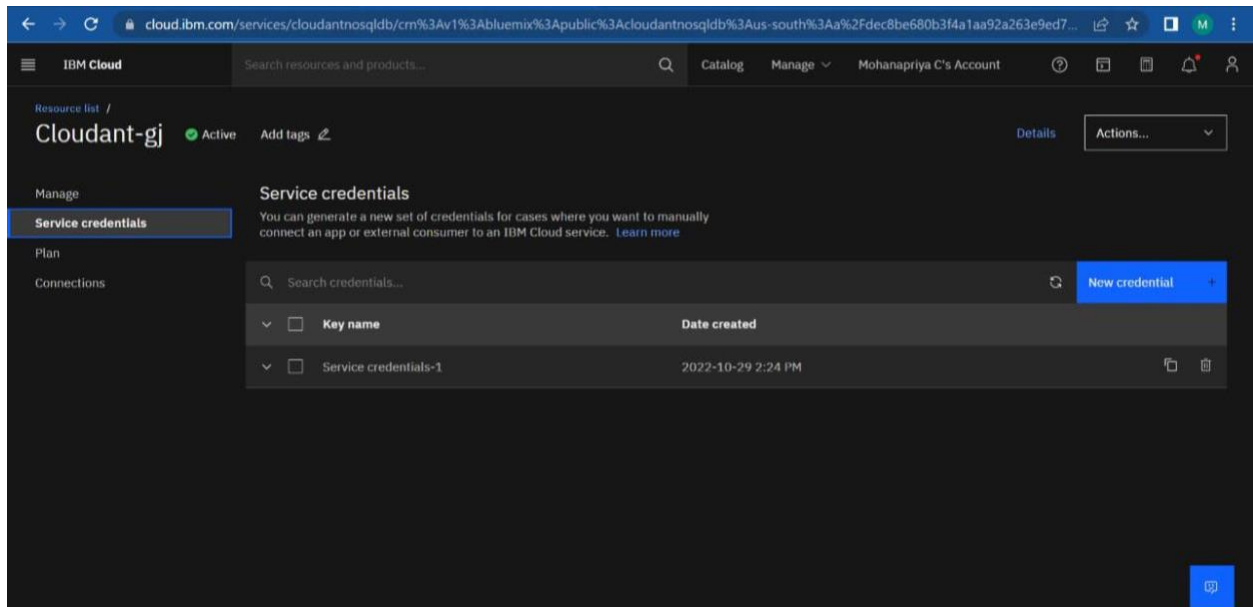 cloud.ibm.com/services/cloudantnosqldb/crn%3Av1%3Abluemix%3Apublic%3Acloudantnosqldb%3Aus-south%3Aa%2Fdec8be680b3f4a1aa92a263e9ed7... M
IBM Cloud Search resources and products... Catalog Manage Mohanapriya C's Account
Resource list /
Cloudant-gj Active Add tags Details Actions...
Manage
Service credentials
Plan
Connections
Service credentials
You can generate a new set of credentials for cases where you want to manually
connect an app or external consumer to an IBM Cloud service. Learn more
Search credentials... New credential +
Key name Date created
Service credentials-1 2022-10-29 2:24 PM